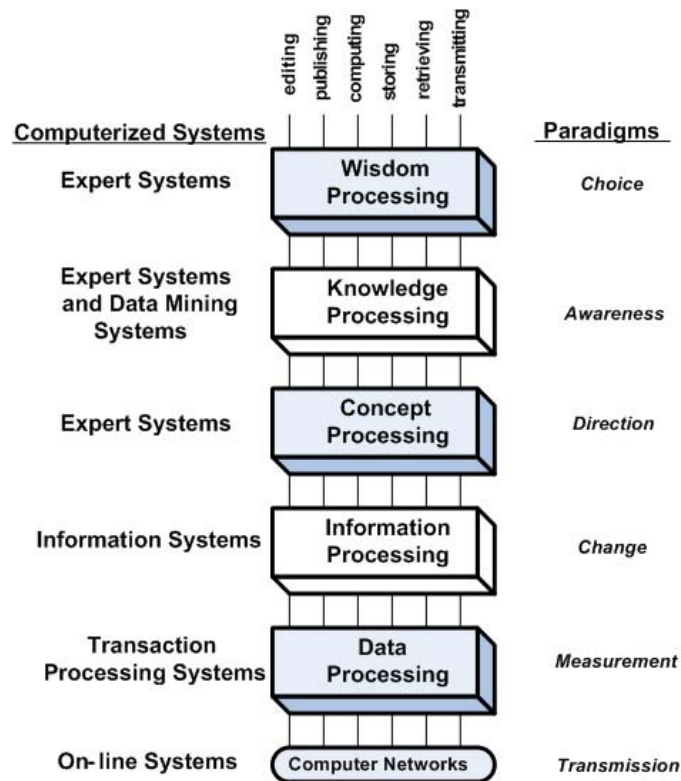 editing
publishing
computing
storing
retrieving
transmitting
Computerized Systems
Paradigms
Expert Systems
Wisdom
Processing
Choice
Expert Systems
and Data Mining
Systems
Knowledge
Processing
Awareness
Expert Systems
Concept
Processing
Direction
Information Systems
Information
Processing
Change
Transaction
Processing Systems
Data
Processing
Measurement
On-line Systems
Computer Networks
Transmission